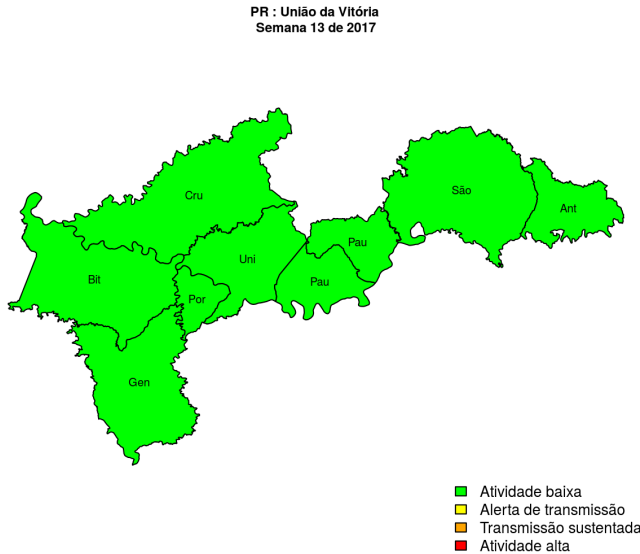 PR : União da Vitória
Semana 13 de 2017
Cru
São
Ant
Pau
Uni
Bit
Pau
Por
Gen
Atividade baixa
Alerta de transmissão
Transmissão sustentada
Atividade alta